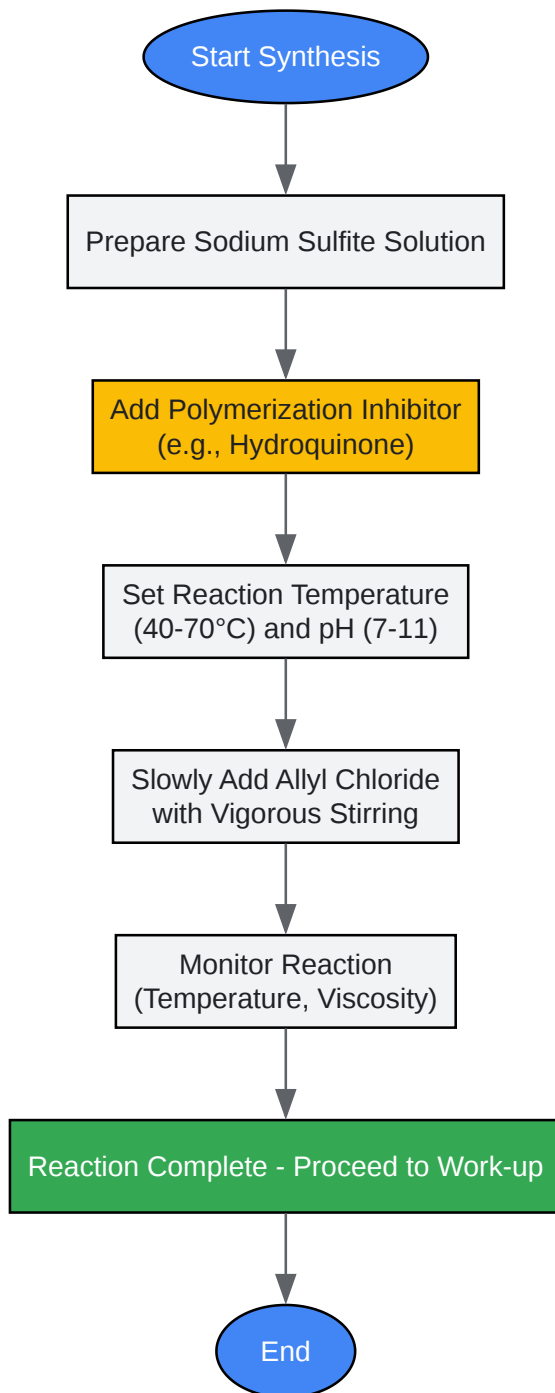 Start Synthesis
Prepare Sodium Sulfite Solution
Add Polymerization Inhibitor
(e.g., Hydroquinone)
Set Reaction Temperature
(40-70°C) and pH (7-11)
Slowly Add Allyl Chloride
with Vigorous Stirring
Monitor Reaction
(Temperature, Viscosity)
Reaction Complete - Proceed to Work-up
End